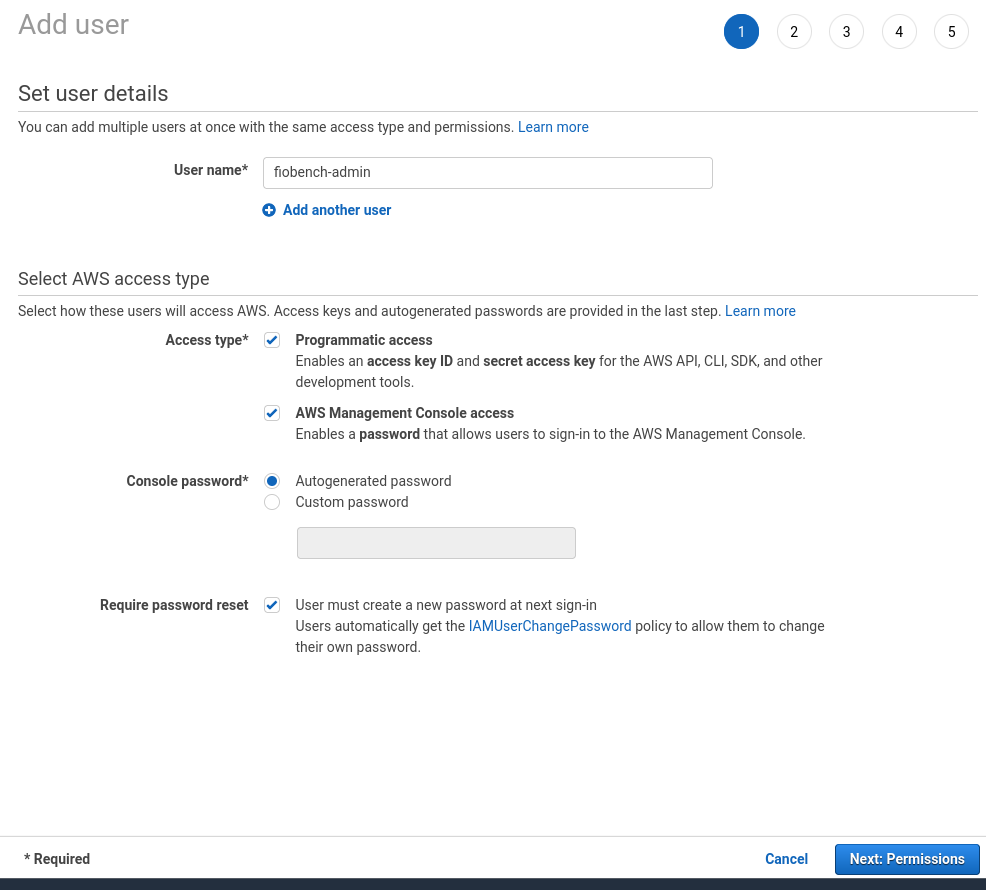 Add user
1 2 3 4 5
Set user details
You can add multiple users at once with the same access type and permissions. Learn more
User name* fiobench-admin
Add another user
Select AWS access type
Select how these users will access AWS. Access keys and autogenerated passwords are provided in the last step. Learn more
Access type* Programmatic access
Enables an access key ID and secret access key for the AWS API, CLI, SDK, and other
development tools.
AWS Management Console access
Enables a password that allows users to sign-in to the AWS Management Console.
Console password* Autogenerated password
Custom password
Require password reset User must create a new password at next sign-in
Users automatically get the IAMUserChangePassword policy to allow them to change
their own password.
* Required Cancel Next: Permissions